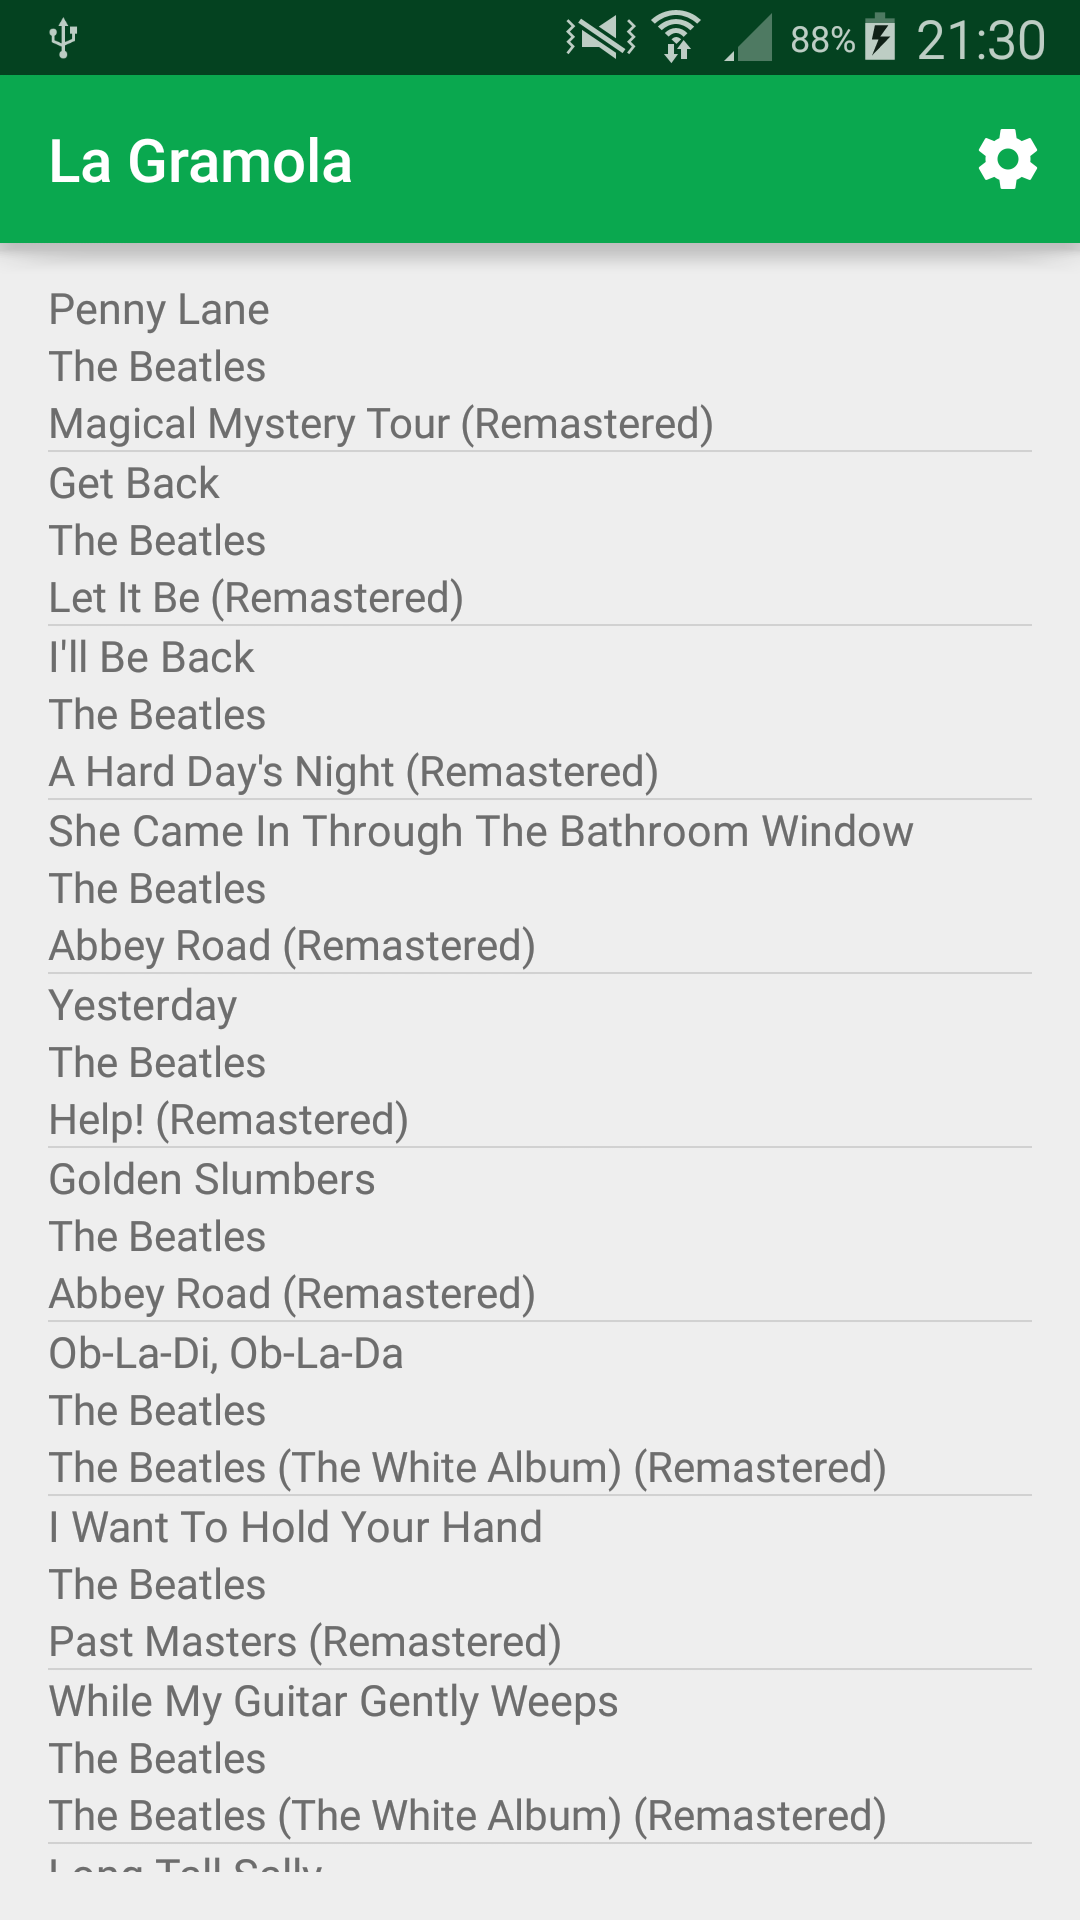 88% 21:30
La Gramola
Penny Lane
The Beatles
Magical Mystery Tour (Remastered)
Get Back
The Beatles
Let It Be (Remastered)
I'll Be Back
The Beatles
A Hard Day's Night (Remastered)
She Came In Through The Bathroom Window
The Beatles
Abbey Road (Remastered)
Yesterday
The Beatles
Help! (Remastered)
Golden Slumbers
The Beatles
Abbey Road (Remastered)
Ob-La-Di, Ob-La-Da
The Beatles
The Beatles (The White Album) (Remastered)
I Want To Hold Your Hand
The Beatles
Past Masters (Remastered)
While My Guitar Gently Weeps
The Beatles
The Beatles (The White Album) (Remastered)
Long Tall Sally